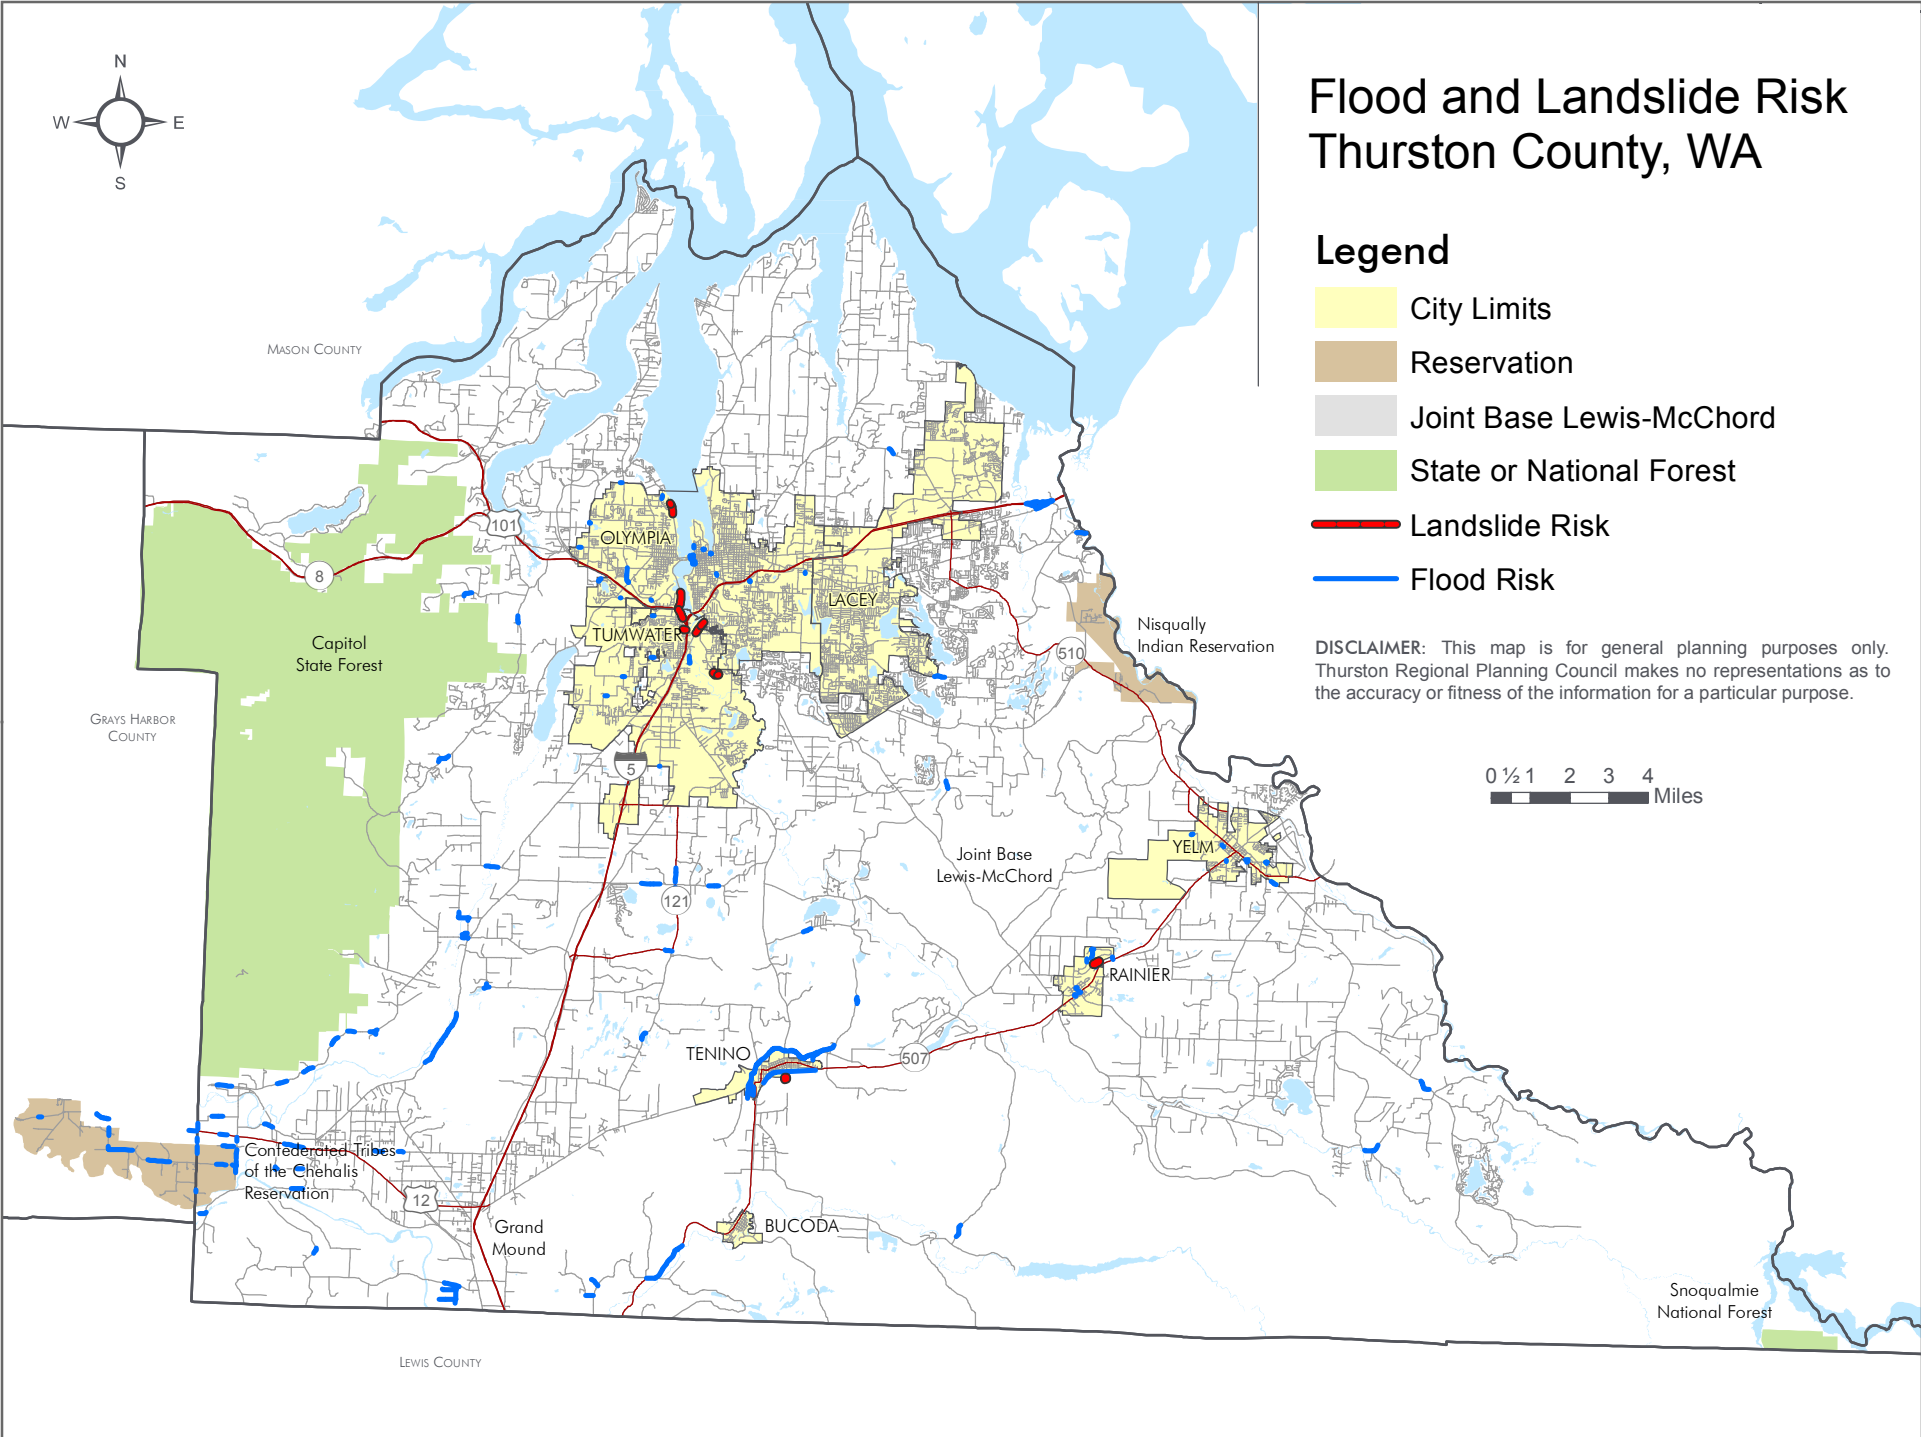 Flood and Landslide Risk
Thurston County, WA
N
W
E
S
Legend
City Limits
Reservation
Joint Base Lewis-McChord
State or National Forest
Landslide Risk
Flood Risk
DISCLAIMER: This map is for general planning purposes only.
Thurston Regional Planning Council makes no representations as to
the accuracy or fitness of the information for a particular purpose.
0 ½ 1 2 3 4
Miles
MASON COUNTY
101
OLYMPIA
8
LACEY
TUMWATER
Capitol
State Forest
510
Nisqually
Indian Reservation
GRAYS HARBOR
COUNTY
5
YELM
Joint Base
Lewis-McChord
121
RAINIER
TENINO
507
Confederated Tribes
of the Chehalis
Reservation
12
Grand
Mound
BUCODA
Snoqualmie
National Forest
LEWIS COUNTY